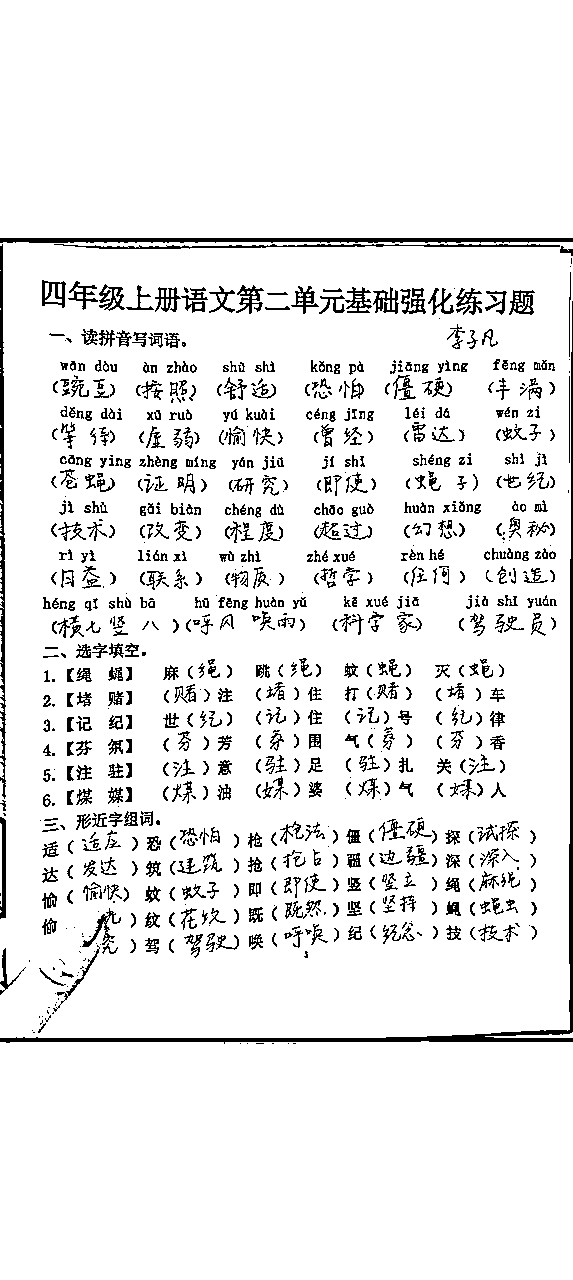 四年级上册语文第二单元基础强化练习题
一、读拼音写词语。 李子凡
wān dòu àn zhào shū shì kǒng pà jiāng yìng fēng mǎn
(豌豆) (按照) (舒适) (恐怕) (僵硬) (丰满)
děng dài xū ruò yú kuài céng jīng léi dá wén zi
(等待) (虚弱) (愉快) (曾经) (雷达) (蚊子)
cāng ying zhèng míng yán jiū jí shǐ shéng zi shì jì
(苍蝇) (证明) (研究) (即使) (绳子) (世纪)
jì shù gǎi biàn chéng dù chāo guò huàn xiǎng ào mì
(技术) (改变) (程度) (超过) (幻想) (奥秘)
rì yì lián xì wù zhì zhé xué rèn hé chuàng zào
(日益) (联系) (物质) (哲学) (任何) (创造)
héng qī shù bā hū fēng huàn yǔ kē xué jiā jià shǐ yuán
(横七竖八)(呼风唤雨) (科学家) (驾驶员)
二、选字填空。
1.【绳 蝇】 麻(绳) 跳(绳) 蚊(蝇) 灭(蝇)
2.【堵 赌】 (赌)注 (堵)住 打(赌) (堵)车
3.【记 纪】 世(纪) (记)住 (记)号 (纪)律
4.【芬 氛】 (芬)芳 (芬)围 气(芬) (芬)香
5.【注 驻】 (注)意 (驻)足 (驻)扎 关(注)
6.【煤 媒】 (煤)油 (媒)婆 (煤)气 (媒)人
三、形近字组词。
适(适应)恐(恐怕)枪(枪法)僵(僵硬)探(试探)
达(发达)筑(建筑)抢(抢占)疆(边疆)深(深入)
愉(愉快)蚊(蚊子)即(即使)竖(竖立)绳(麻绳)
偷 纹(花纹)既(既然)坚(坚持)蝇(蝇虫)
究)驾(驾驶)唤(呼唤)纪(纪念)技(技术)